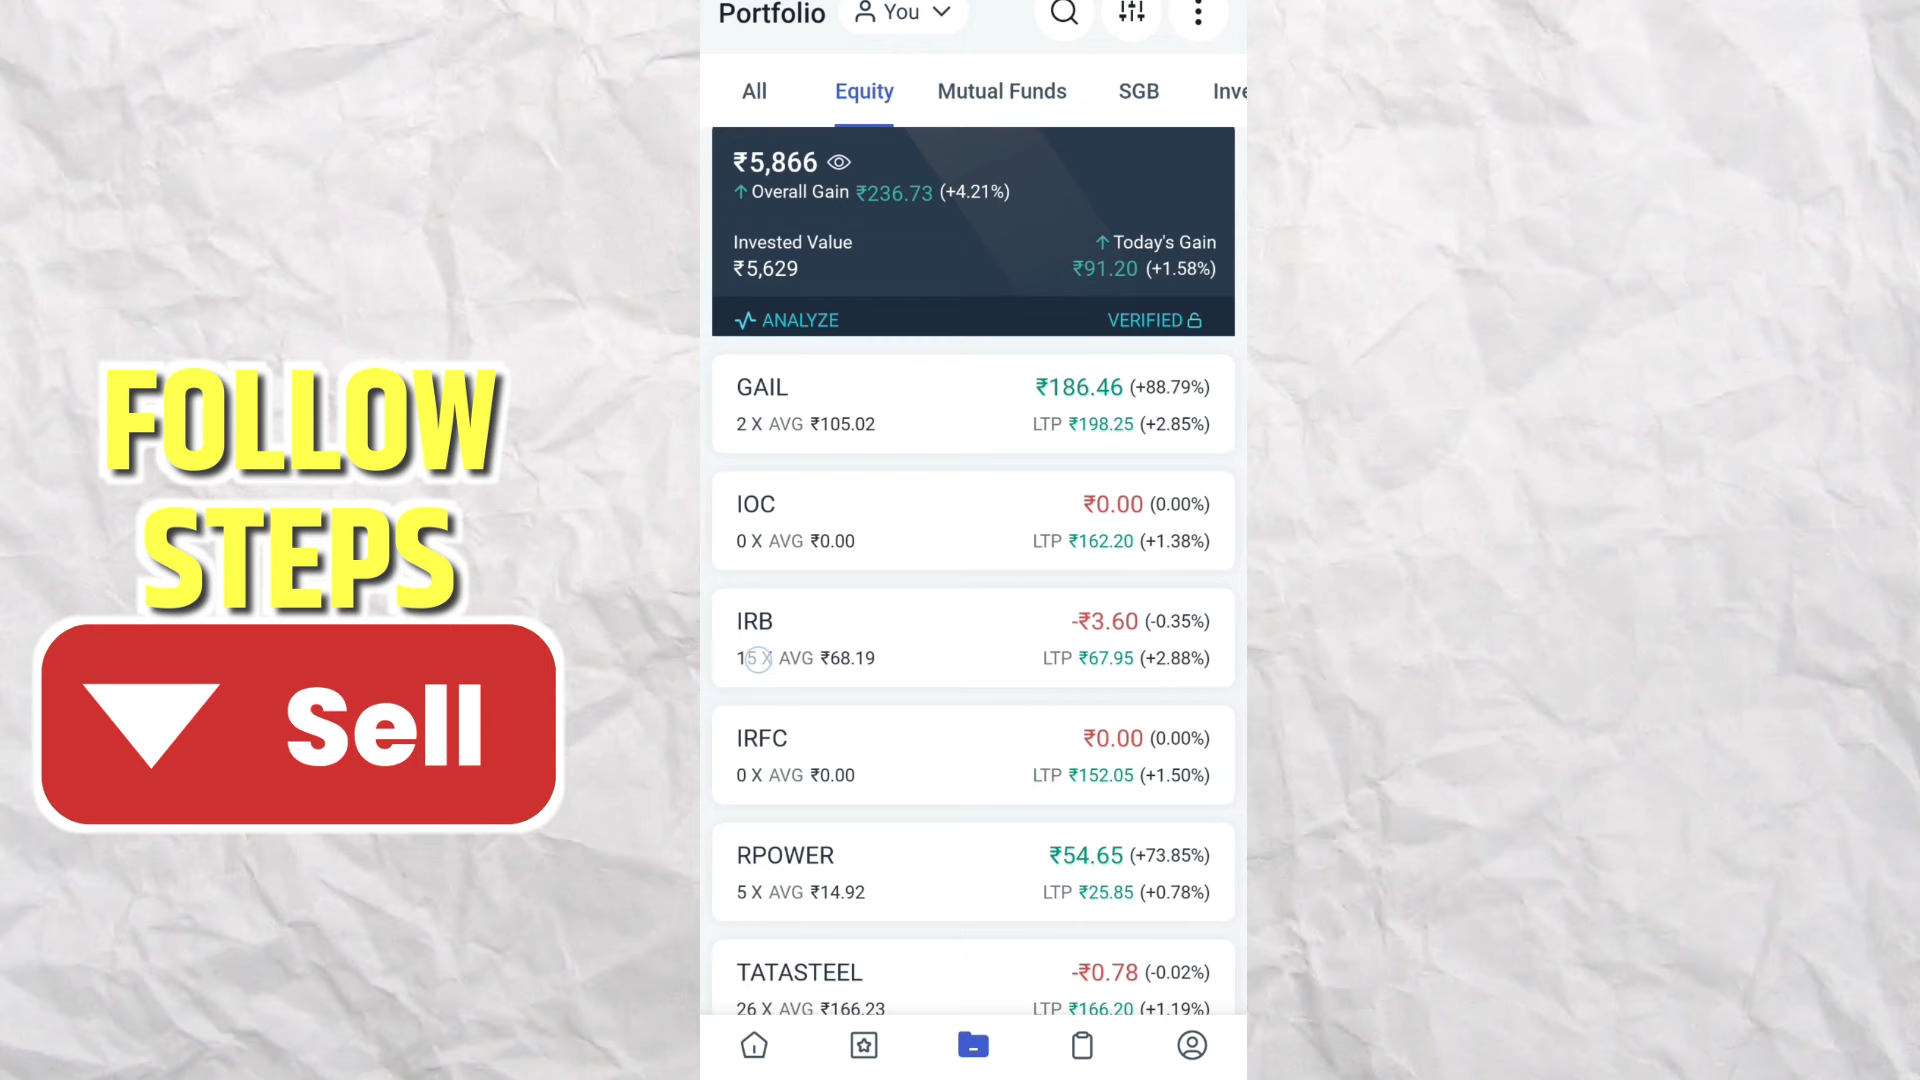 FOLLOW
STEPS
Sell
Portfolio You
All Equity Mutual Funds SGB Inve
₹5,866
Overall Gain ₹236.73 (+4.21%)
Invested Value Today's Gain
₹5,629 ₹91.20 (+1.58%)
ANALYZE VERIFIED
GAIL ₹186.46 (+88.79%)
2 X AVG ₹105.02 LTP ₹198.25 (+2.85%)
IOC ₹0.00 (0.00%)
0 X AVG ₹0.00 LTP ₹162.20 (+1.38%)
IRB -₹3.60 (-0.35%)
15 X AVG ₹68.19 LTP ₹67.95 (+2.88%)
IRFC ₹0.00 (0.00%)
0 X AVG ₹0.00 LTP ₹152.05 (+1.50%)
RPOWER ₹54.65 (+73.85%)
5 X AVG ₹14.92 LTP ₹25.85 (+0.78%)
TATASTEEL -₹0.78 (-0.02%)
26 X AVG ₹166.23 LTP ₹166.20 (+1.19%)